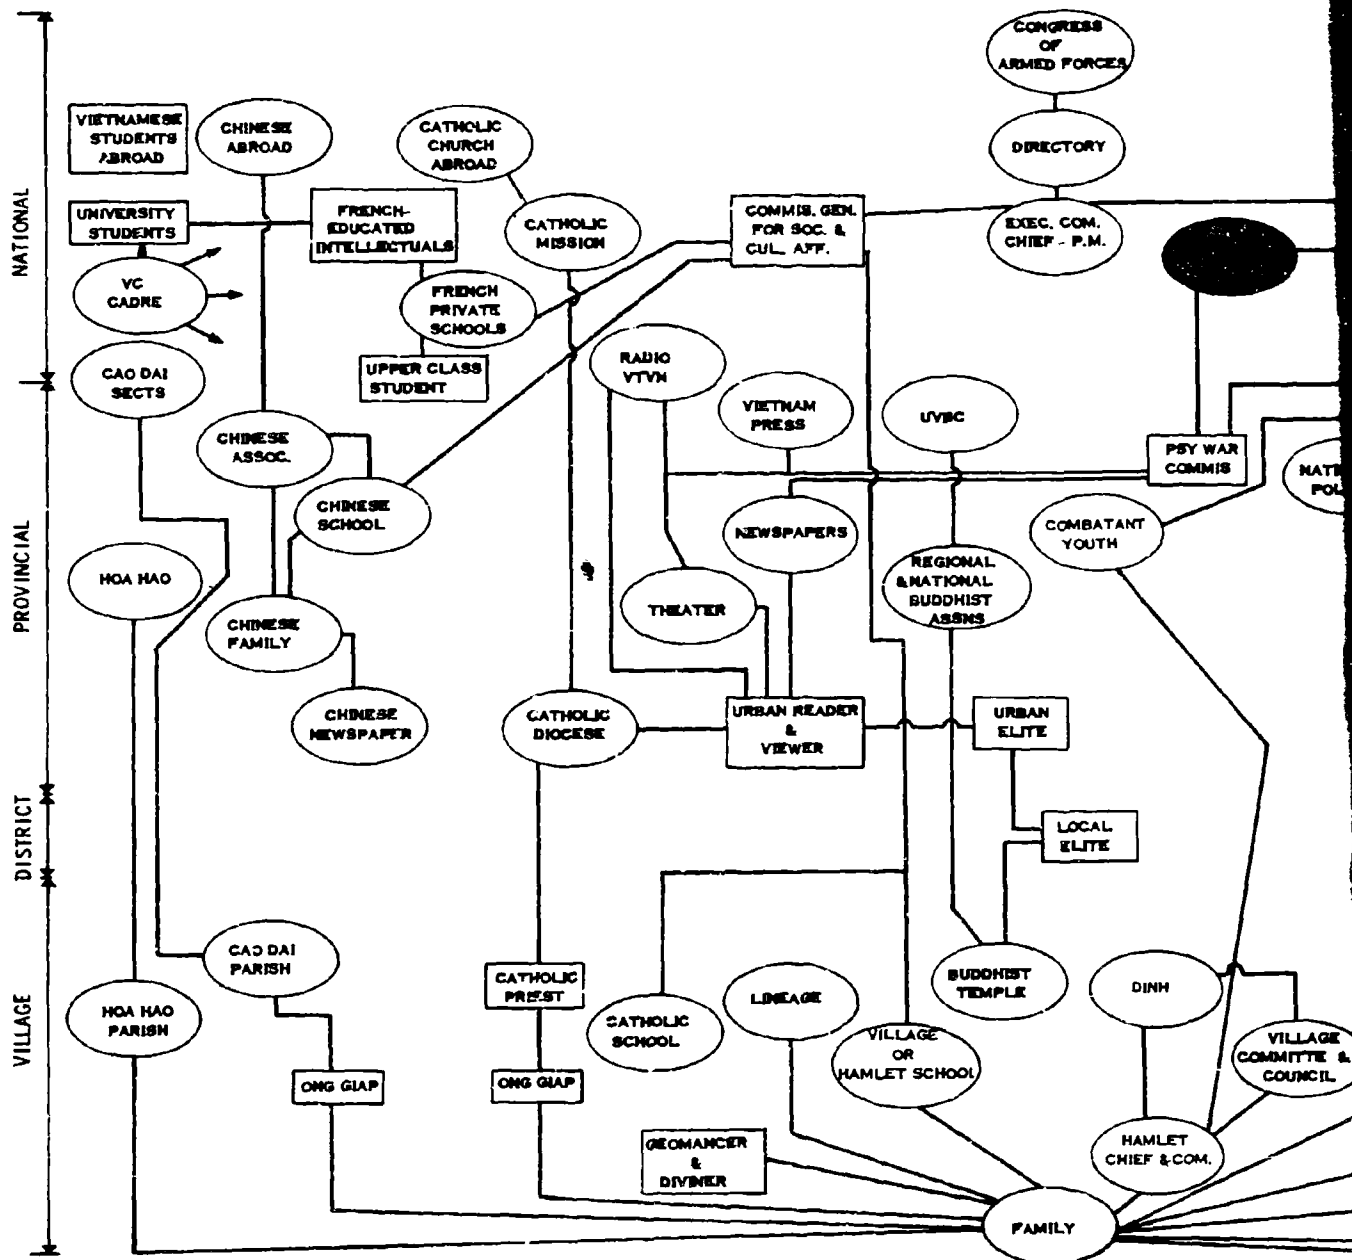 CONGRESS
OF
ARMED FORCES
VIETNAMESE
STUDENTS
ABROAD
CHINESE
ABROAD
CATHOLIC
CHURCH
ABROAD
DIRECTORY
NATIONAL
UNIVERSITY
STUDENTS
FRENCH-
EDUCATED
INTELLECTUALS
CATHOLIC
MISSION
COMMIS. GEN.
FOR SOC. &
CUL. AFF.
EXEC. COM.
CHIEF - P.M.
VC
CADRE
FRENCH
PRIVATE
SCHOOLS
CAO DAI
SECTS
UPPER CLASS
STUDENT
RADIO
VTVN
VIETNAM
PRESS
UVBC
CHINESE
ASSOC.
PSY WAR
COMMIS
CHINESE
SCHOOL
NEWSPAPERS
COMBATANT
YOUTH
PROVINCIAL
HOA HAO
REGIONAL
& NATIONAL
BUDDHIST
ASSNS
THEATER
CHINESE
FAMILY
CHINESE
NEWSPAPER
CATHOLIC
DIOCESE
URBAN READER
&
VIEWER
URBAN
ELITE
DISTRICT
LOCAL
ELITE
CAO DAI
PARISH
CATHOLIC
PRIEST
LINEAGE
BUDDHIST
TEMPLE
DINH
VILLAGE
HOA HAO
PARISH
CATHOLIC
SCHOOL
VILLAGE
OR
HAMLET SCHOOL
VILLAGE
COMMITTE &
COUNCIL
ONG GIAP
ONG GIAP
GEOMANCER
&
DIVINER
HAMLET
CHIEF & COM.
FAMILY